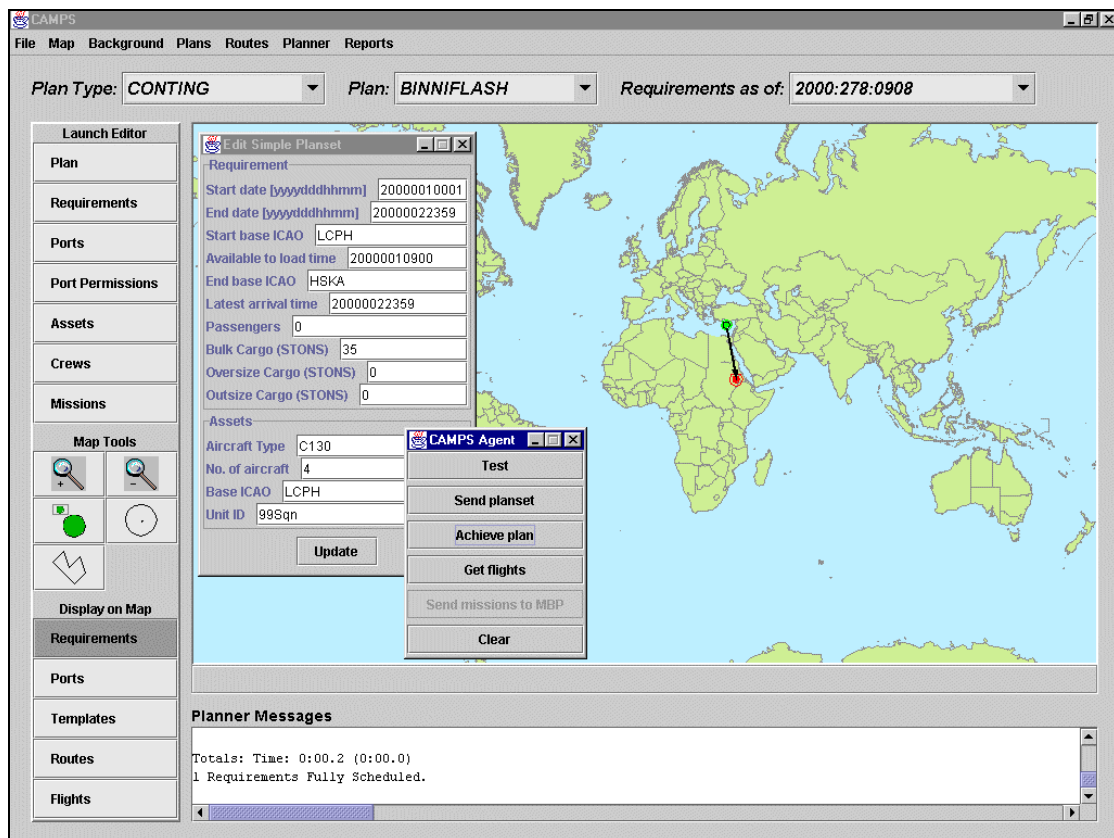 CAMPS
File Map Background Plans Routes Planner Reports
Plan Type: CONTING Plan: BINNIFLASH Requirements as of: 2000:278:0908
Launch Editor
Plan
Requirements
Ports
Port Permissions
Assets
Crews
Missions
Map Tools
+ −
Display on Map
Requirements
Ports
Templates
Routes
Flights
Edit Simple Planset
Requirement
Start date [yyyydddhhmm] 20000010001
End date [yyyydddhhmm] 20000022359
Start base ICAO LCPH
Available to load time 20000010900
End base ICAO HSKA
Latest arrival time 20000022359
Passengers 0
Bulk Cargo (STONS) 35
Oversize Cargo (STONS) 0
Outsize Cargo (STONS) 0
Assets
Aircraft Type C130
No. of aircraft 4
Base ICAO LCPH
Unit ID 99Sqn
Update
CAMPS Agent
Test
Send planset
Achieve plan
Get flights
Send missions to MBP
Clear
Planner Messages
Totals: Time: 0:00.2 (0:00.0)
1 Requirements Fully Scheduled.